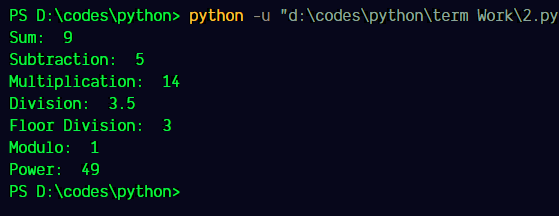 PS D:\codes\python> python -u "d:\codes\python\term Work\2.py
Sum:  9
Subtraction:  5
Multiplication:  14
Division:  3.5
Floor Division:  3
Modulo:  1
Power:  49
PS D:\codes\python>